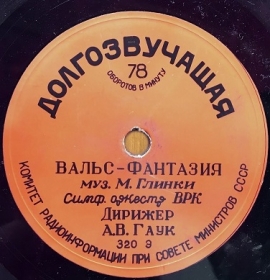 ДОЛГОЗВУЧАЩАЯ
78
ОБОРОТОВ В МИНУТУ
ВАЛЬС-ФАНТАЗИЯ
муз. М. Глинки
Симф. оркестр ВРК
Дирижер
А.В. ГАУК
320 Э
КОМИТЕТ РАДИОИНФОРМАЦИИ ПРИ СОВЕТЕ МИНИСТРОВ СССР